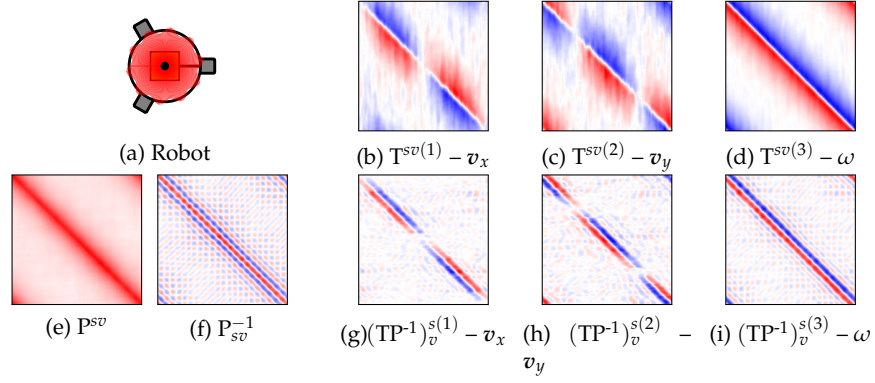 (a) Robot
(b) T^{sv(1)} – v_x
(c) T^{sv(2)} – v_y
(d) T^{sv(3)} – ω
(e) P^{sv}
(f) P_{sv}^{-1}
(g)(TP^{-1})_v^{s(1)} – v_x
(h) (TP^{-1})_v^{s(2)} –
v_y
(i) (TP^{-1})_v^{s(3)} – ω